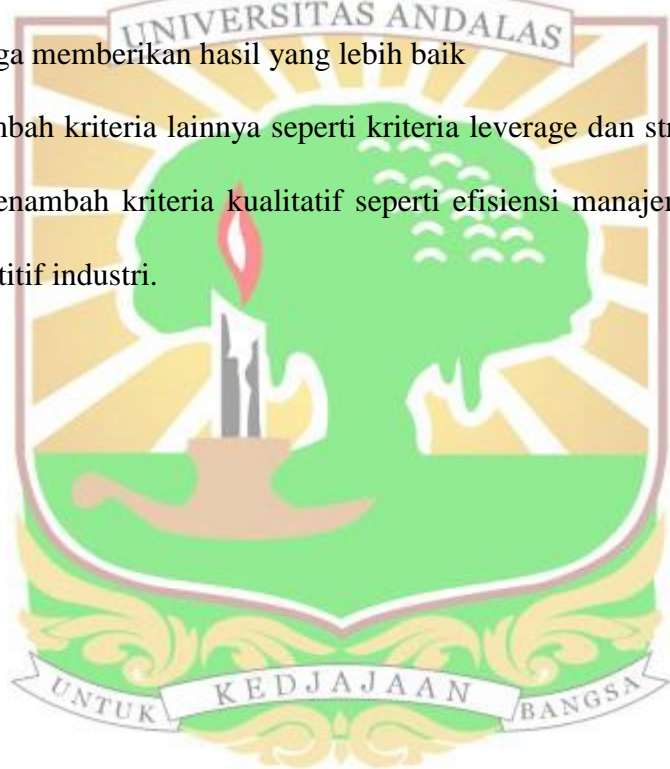 UNIVERSITAS ANDALAS
ga memberikan hasil yang lebih baik
mbah kriteria lainnya seperti kriteria leverage dan str
enambah kriteria kualitatif seperti efisiensi manajer
titif industri.
UNTUK KEDJAJAAN BANGSA